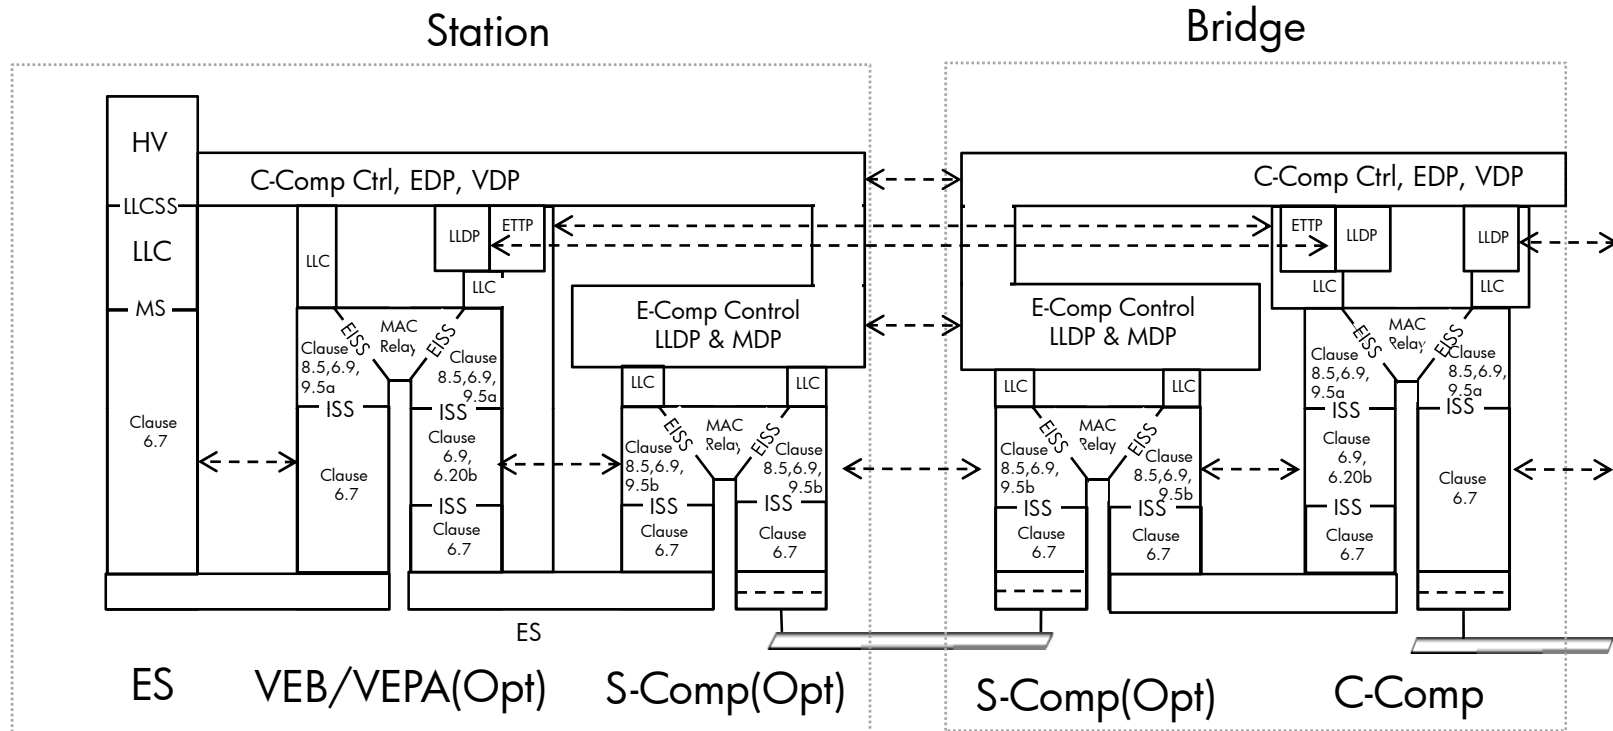 Station
Bridge
HV
C-Comp Ctrl, EDP, VDP
C-Comp Ctrl, EDP, VDP
LLCSS
LLC
MS
Clause
6.7
LLC
LLDP
ETTP
LLC
ETTP
LLDP
LLDP
LLC
LLC
E-Comp Control
LLDP & MDP
E-Comp Control
LLDP & MDP
EISS
MAC
Relay
EISS
Clause
8.5,6.9,
9.5a
Clause
8.5,6.9,
9.5a
ISS
ISS
Clause
6.7
Clause
6.9,
6.20b
ISS
Clause
6.7
LLC
LLC
EISS
MAC
Relay
EISS
Clause
8.5,6.9,
9.5b
Clause
8.5,6.9,
9.5b
ISS
ISS
Clause
6.7
Clause
6.7
LLC
LLC
EISS
MAC
Relay
EISS
Clause
8.5,6.9,
9.5b
Clause
8.5,6.9,
9.5b
ISS
ISS
Clause
6.7
Clause
6.7
EISS
MAC
Relay
EISS
Clause
8.5,6.9,
9.5a
Clause
8.5,6.9,
9.5a
ISS
ISS
Clause
6.9,
6.20b
ISS
Clause
6.7
Clause
6.7
ES
ES
VEB/VEPA(Opt)
S-Comp(Opt)
S-Comp(Opt)
C-Comp